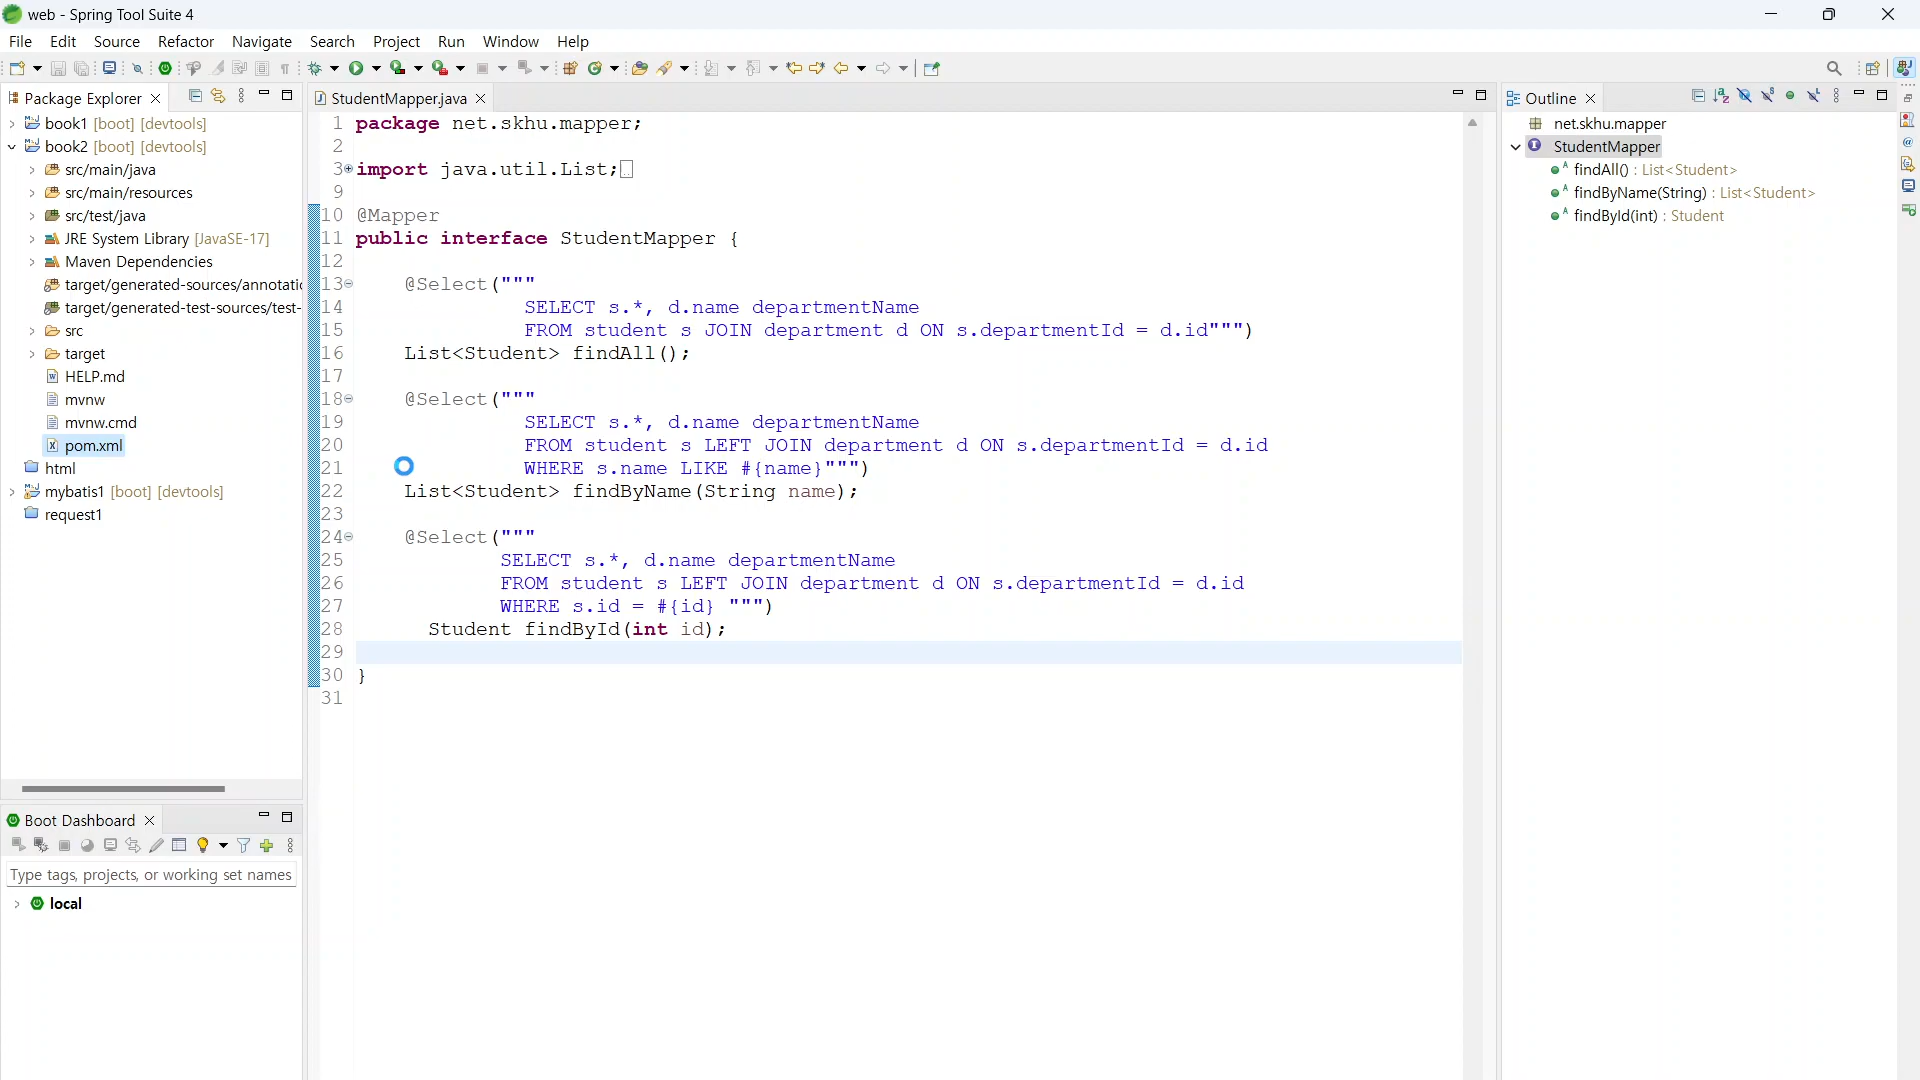 web - Spring Tool Suite 4
File Edit Source Refactor Navigate Search Project Run Window Help
Package Explorer
book1 [boot] [devtools]
book2 [boot] [devtools]
src/main/java
src/main/resources
src/test/java
JRE System Library [JavaSE-17]
Maven Dependencies
target/generated-sources/annotatio
target/generated-test-sources/test-
src
target
HELP.md
mvnw
mvnw.cmd
pom.xml
html
mybatis1 [boot] [devtools]
request1
Boot Dashboard
Type tags, projects, or working set names
local
StudentMapper.java
1 package net.skhu.mapper;
2
3 import java.util.List;
9
10 @Mapper
11 public interface StudentMapper {
12
13 @Select("""
14 SELECT s.*, d.name departmentName
15 FROM student s JOIN department d ON s.departmentId = d.id""")
16 List<Student> findAll();
17
18 @Select("""
19 SELECT s.*, d.name departmentName
20 FROM student s LEFT JOIN department d ON s.departmentId = d.id
21 WHERE s.name LIKE #{name}""")
22 List<Student> findByName(String name);
23
24 @Select("""
25 SELECT s.*, d.name departmentName
26 FROM student s LEFT JOIN department d ON s.departmentId = d.id
27 WHERE s.id = #{id} """)
28 Student findById(int id);
29
30 }
31
Outline
net.skhu.mapper
StudentMapper
findAll() : List<Student>
findByName(String) : List<Student>
findById(int) : Student